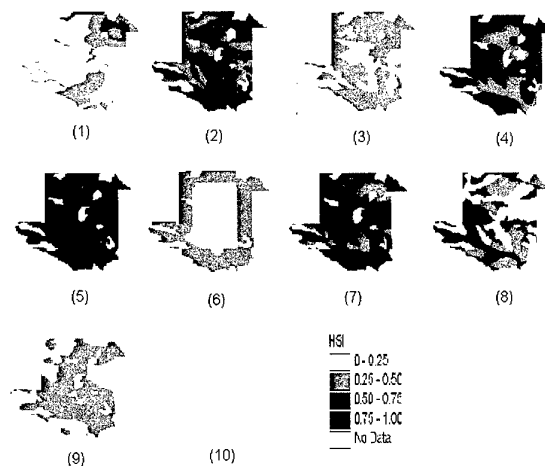 (1) (2) (3) (4)
(5) (6) (7) (8)
HSI
0 - 0.25
0.25 - 0.50
0.50 - 0.75
0.75 - 1.00
No Data
(9) (10)